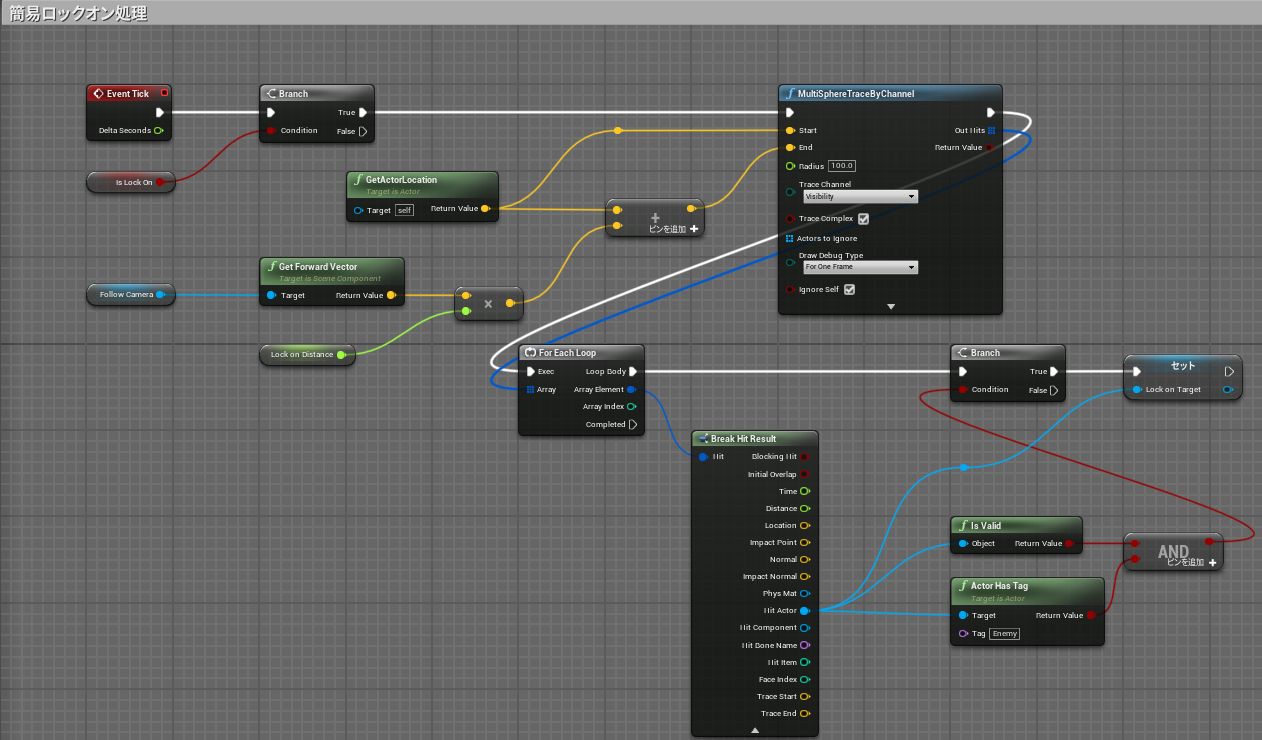 簡易ロックオン処理
Event Tick
Delta Seconds
Is Lock On
Branch
True
Condition
False
GetActorLocation
Target is Actor
Target self
Return Value
ピンを追加
MultiSphereTraceByChannel
Start
Out Hits
End
Return Value
Radius 100.0
Trace Channel
Visibility
Trace Complex
Actors to Ignore
Draw Debug Type
For One Frame
Ignore Self
Follow Camera
Get Forward Vector
Target is Scene Component
Target
Return Value
Lock on Distance
For Each Loop
Exec
Loop Body
Array
Array Element
Array Index
Completed
Branch
True
Condition
False
セット
Lock on Target
Break Hit Result
Hit
Blocking Hit
Initial Overlap
Time
Distance
Location
Impact Point
Normal
Impact Normal
Phys Mat
Hit Actor
Hit Component
Hit Bone Name
Hit Item
Face Index
Trace Start
Trace End
Is Valid
Object
Return Value
Actor Has Tag
Target is Actor
Target
Return Value
Tag Enemy
AND
ピンを追加